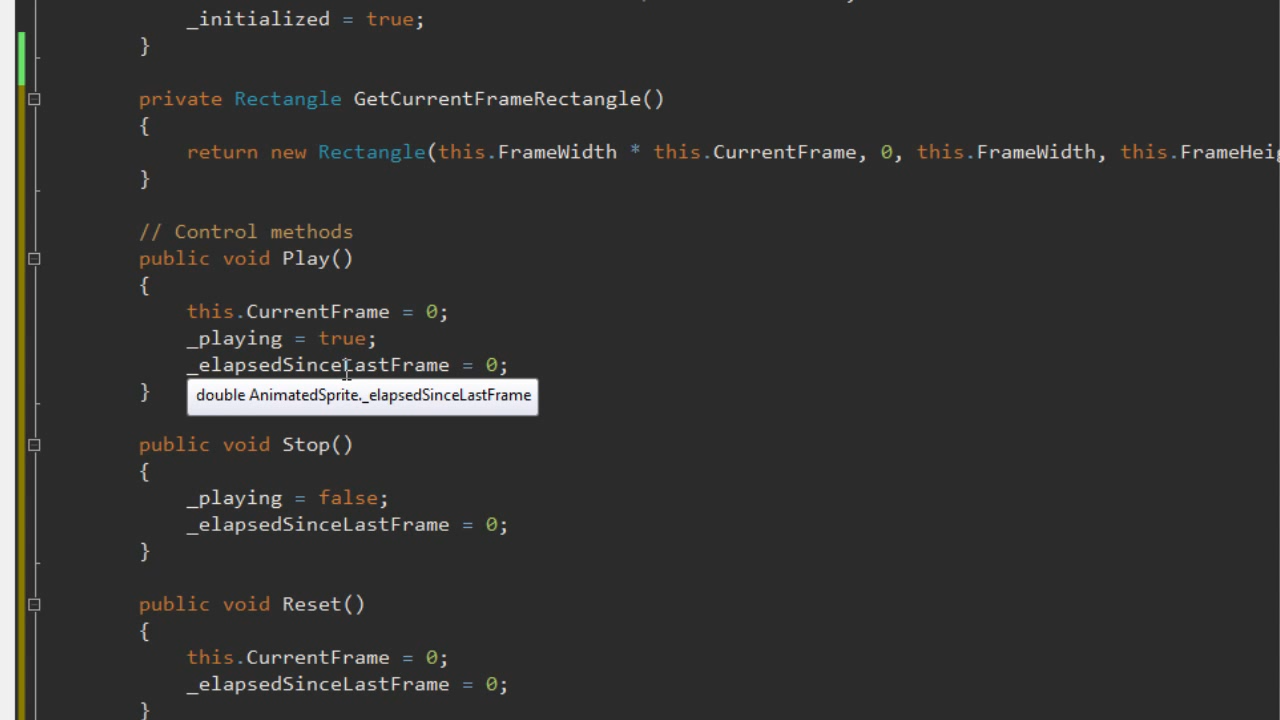 _initialized = true;
}
private Rectangle GetCurrentFrameRectangle()
{
return new Rectangle(this.FrameWidth * this.CurrentFrame, 0, this.FrameWidth, this.FrameHeig
}
// Control methods
public void Play()
{
this.CurrentFrame = 0;
_playing = true;
_elapsedSinceLastFrame = 0;
}
double AnimatedSprite._elapsedSinceLastFrame
public void Stop()
{
_playing = false;
_elapsedSinceLastFrame = 0;
}
public void Reset()
{
this.CurrentFrame = 0;
_elapsedSinceLastFrame = 0;
}